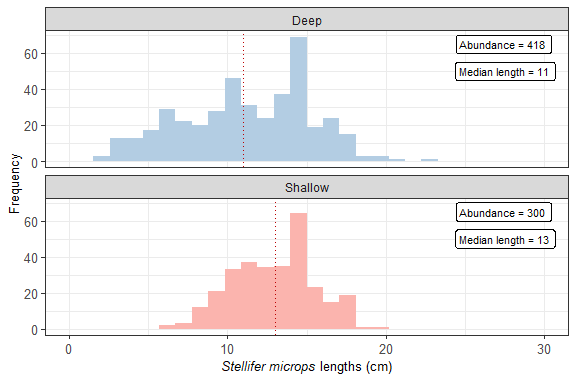 Deep
Abundance = 418
Median length = 11
60
40
20
0
Frequency
Shallow
Abundance = 300
Median length = 13
60
40
20
0
0 10 20 30
Stellifer microps lengths (cm)